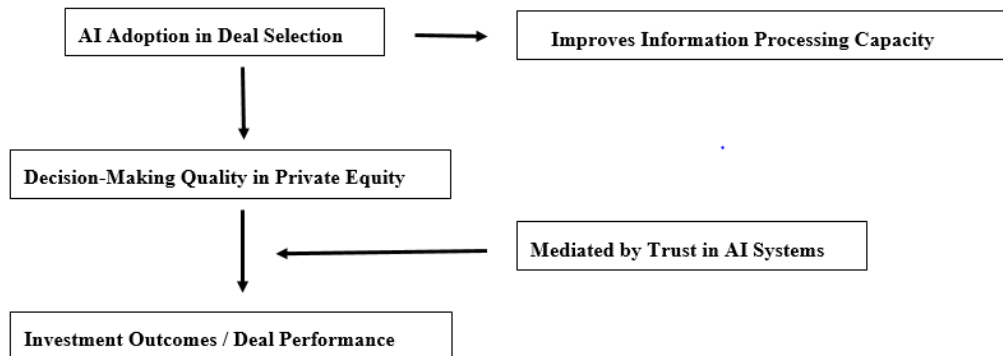 AI Adoption in Deal Selection
Improves Information Processing Capacity
Decision-Making Quality in Private Equity
Mediated by Trust in AI Systems
Investment Outcomes / Deal Performance